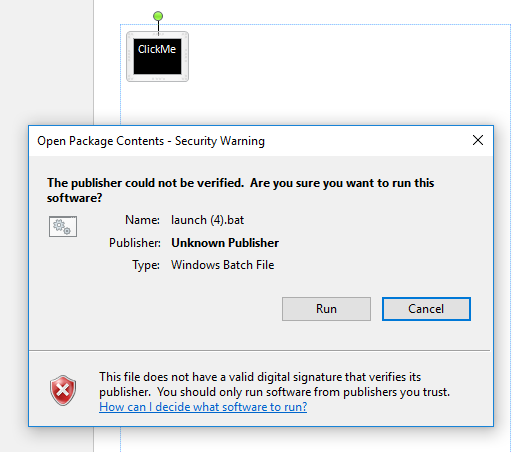 ClickMe
Open Package Contents - Security Warning
The publisher could not be verified.  Are you sure you want to run this
software?
Name: launch (4).bat
Publisher: Unknown Publisher
Type: Windows Batch File
Run Cancel
This file does not have a valid digital signature that verifies its
publisher.  You should only run software from publishers you trust.
How can I decide what software to run?